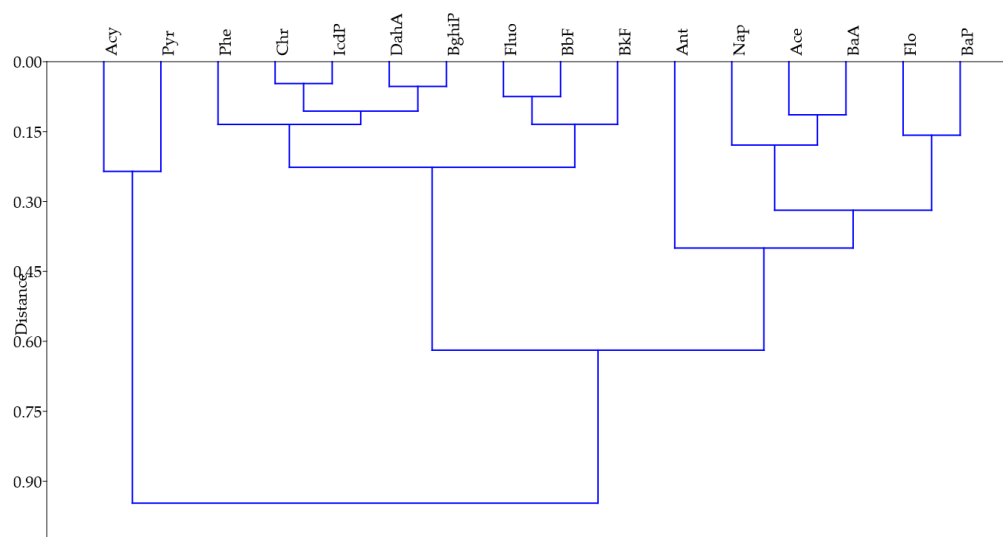 Acy
Pyr
Phe
Chr
IcdP
DahA
BghiP
Fluo
BbF
BkF
Ant
Nap
Ace
BaA
Flo
BaP
0.00
0.15
0.30
0.45
0.60
0.75
0.90
Distance